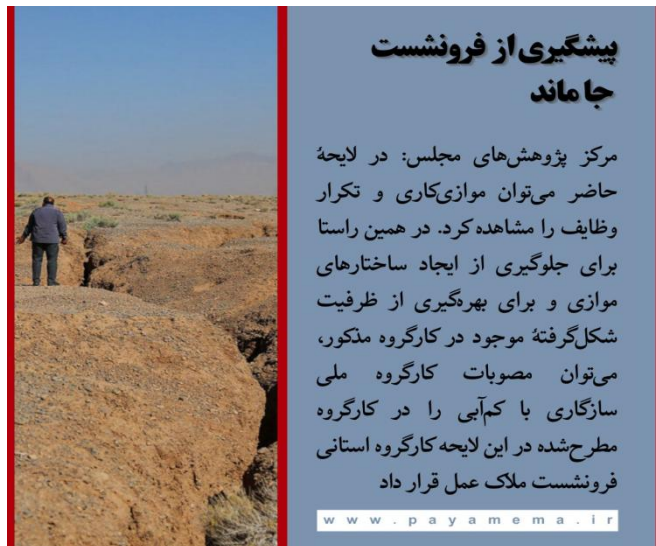 پیشگیری از فرونشست
جا ماند
مرکز پژوهش‌های مجلس: در لایحهٔ
حاضر می‌توان موازی‌کاری و تکرار
وظایف را مشاهده کرد. در همین راستا
برای جلوگیری از ایجاد ساختارهای
موازی و برای بهره‌گیری از ظرفیت
شکل‌گرفتهٔ موجود در کارگروه مذکور،
می‌توان مصوبات کارگروه ملی
سازگاری با کم‌آبی را در کارگروه
مطرح‌شده در این لایحه کارگروه استانی
فرونشست ملاک عمل قرار داد
www.payamema.ir